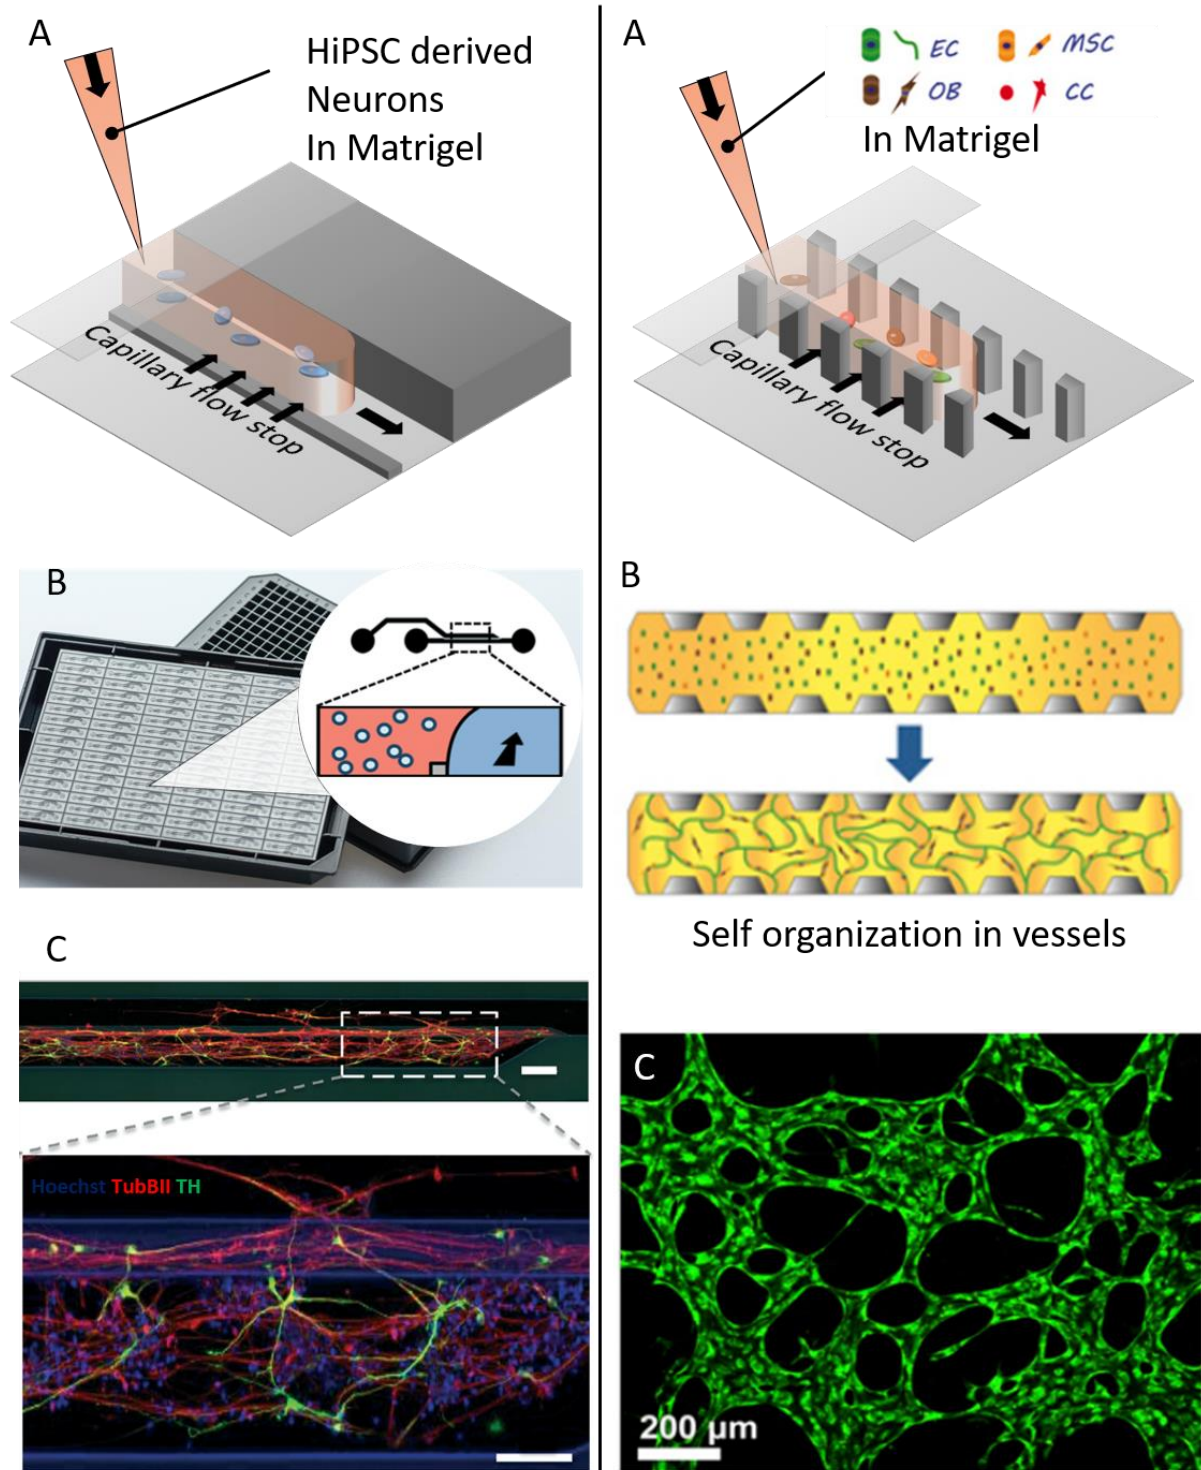 A
HiPSC derived
Neurons
In Matrigel
Capillary flow stop
B
C
Hoechst TubBII TH
A
EC MSC
OB CC
In Matrigel
Capillary flow stop
B
Self organization in vessels
C
200 μm